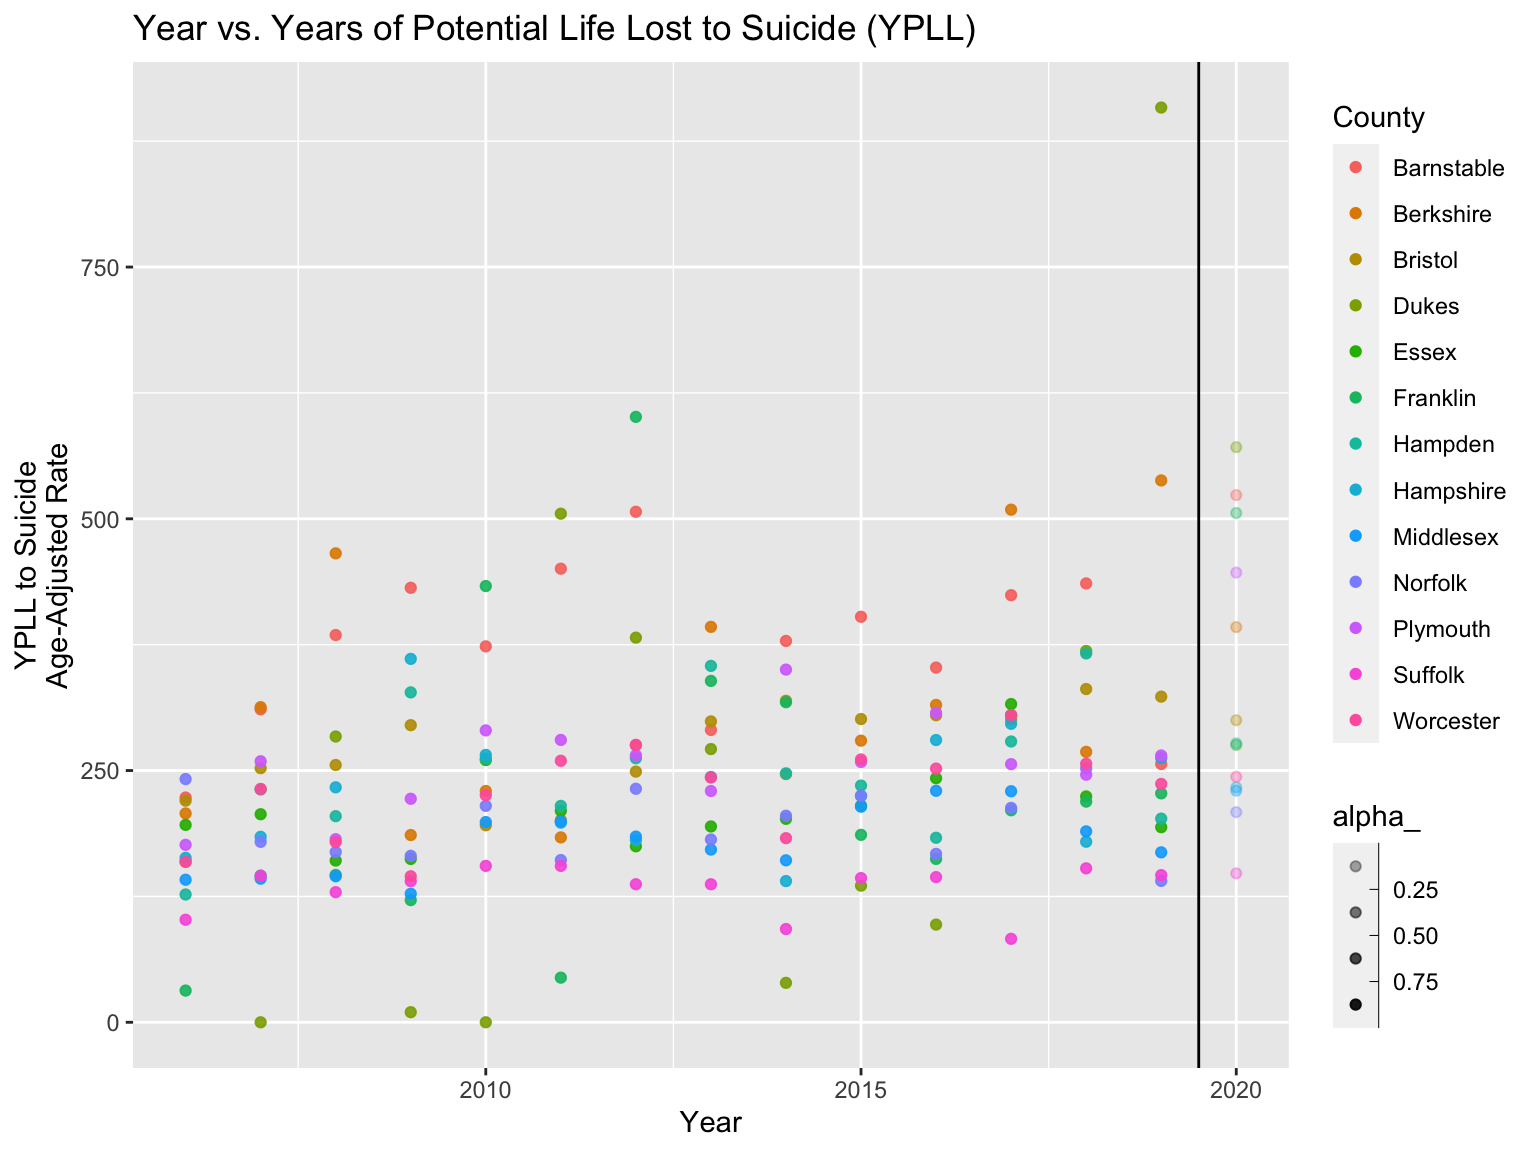 Year vs. Years of Potential Life Lost to Suicide (YPLL)
YPLL to Suicide
Age-Adjusted Rate
750
500
250
0
2010
2015
2020
Year
County
Barnstable
Berkshire
Bristol
Dukes
Essex
Franklin
Hampden
Hampshire
Middlesex
Norfolk
Plymouth
Suffolk
Worcester
alpha_
0.25
0.50
0.75